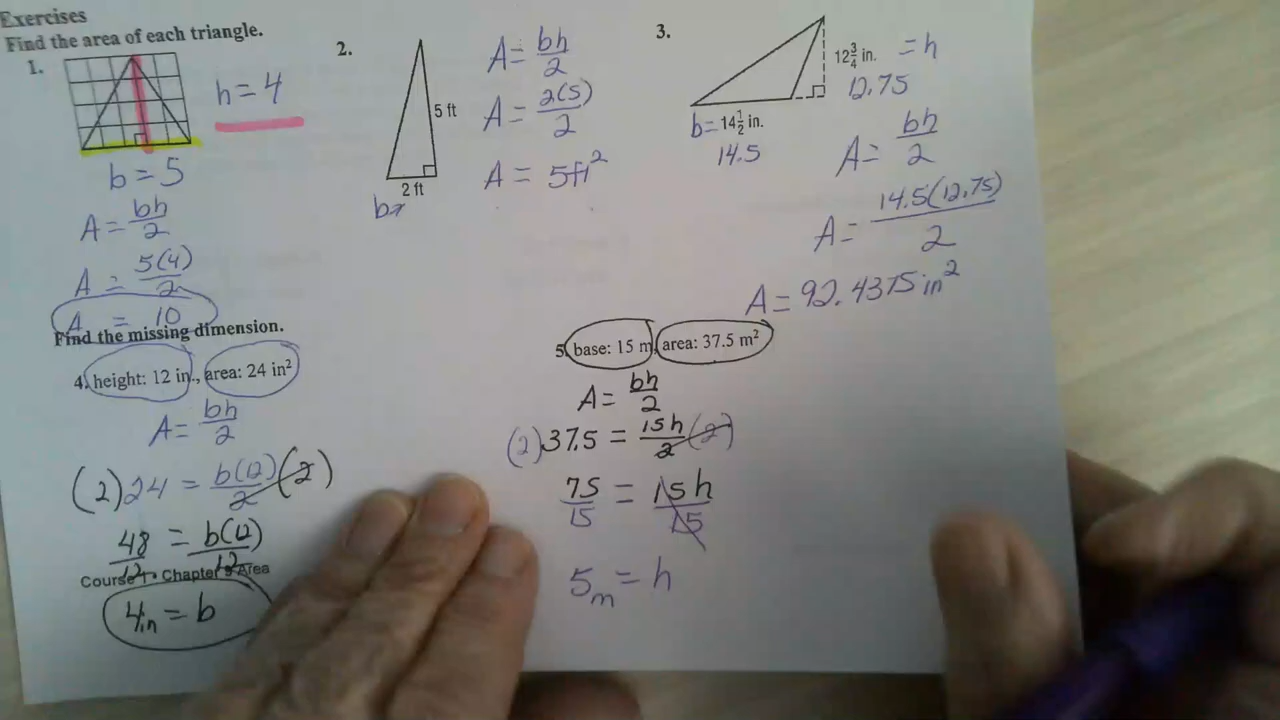 Exercises
Find the area of each triangle.
1.
h = 4
b = 5
A = bh/2
A = 5(4)/2
A = 10
2.
5 ft
2 ft
b=
A = bh/2
A = 2(5)/2
A = 5ft²
3.
12 3/4 in. = h
12.75
b = 14 1/2 in.
14.5
A = bh/2
A = 14.5(12.75)/2
A = 92.4375 in²
Find the missing dimension.
4. height: 12 in., area: 24 in²
A = bh/2
(2)24 = b(12)/2 (2)
48/12 = b(12)/12
Course 1 • Chapter 9 Area
4in = b
5. base: 15 m, area: 37.5 m²
A = bh/2
(2)37.5 = 15h/2 (2)
75/15 = 15h/15
5m = h